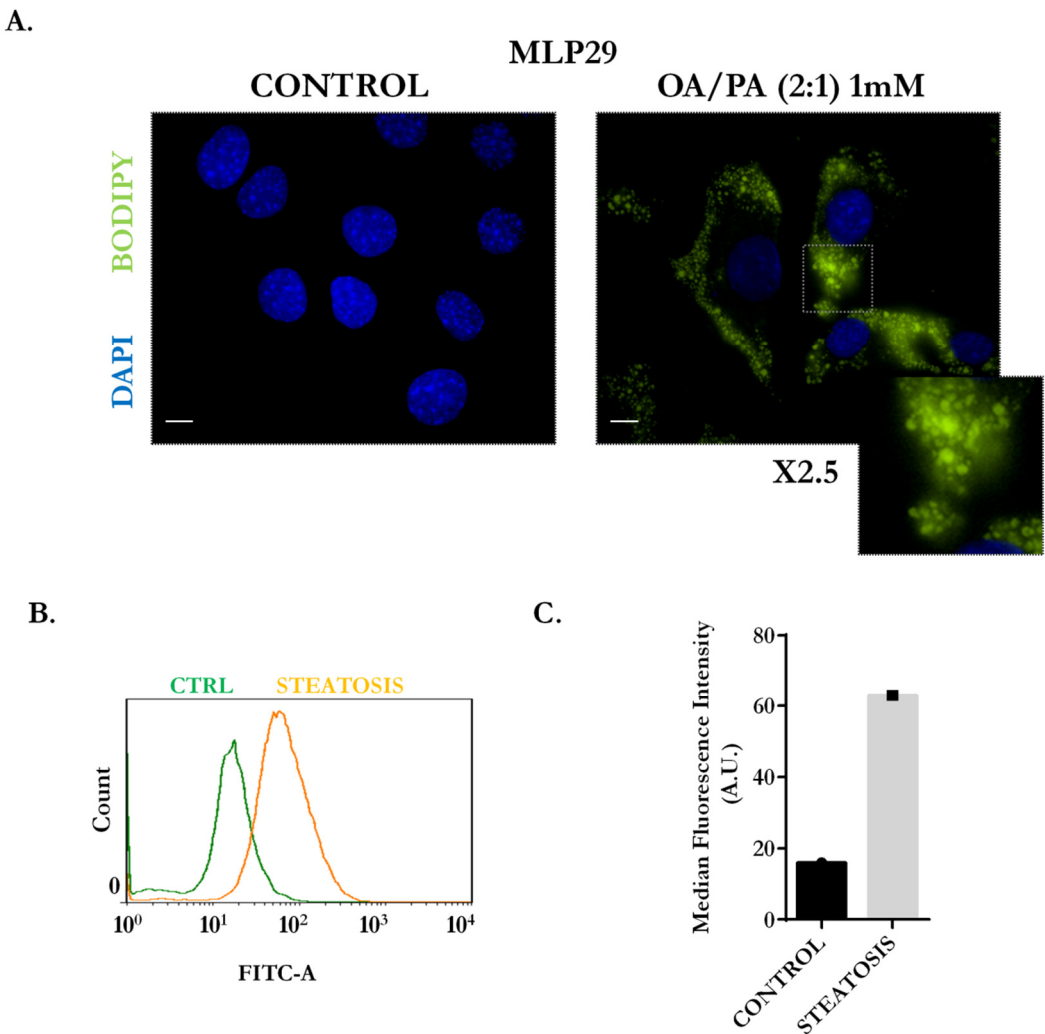 A.
MLP29
CONTROL
OA/PA (2:1) 1mM
BODIPY
DAPI
X2.5
B.
CTRL
STEATOSIS
Count
0
10⁰
10¹
10²
10³
10⁴
FITC-A
C.
Median Fluorescence Intensity
(A.U.)
80
60
40
20
0
CONTROL
STEATOSIS